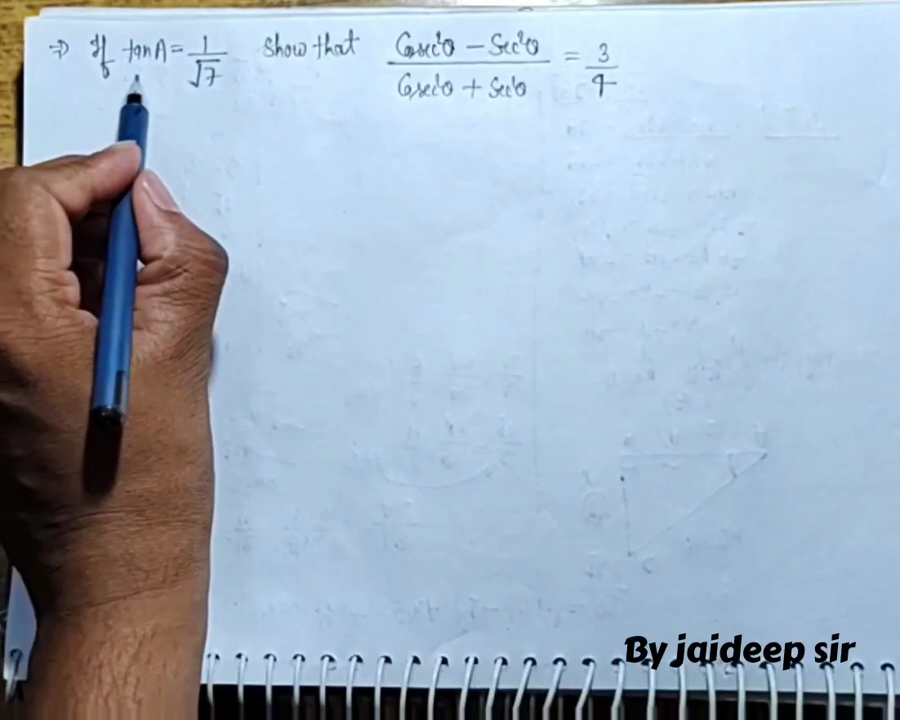 ⇒ If tanA = 1/√7 Show that (Cosec²θ − Sec²θ)/(Cosec²θ + Sec²θ) = 3/4
By jaideep sir